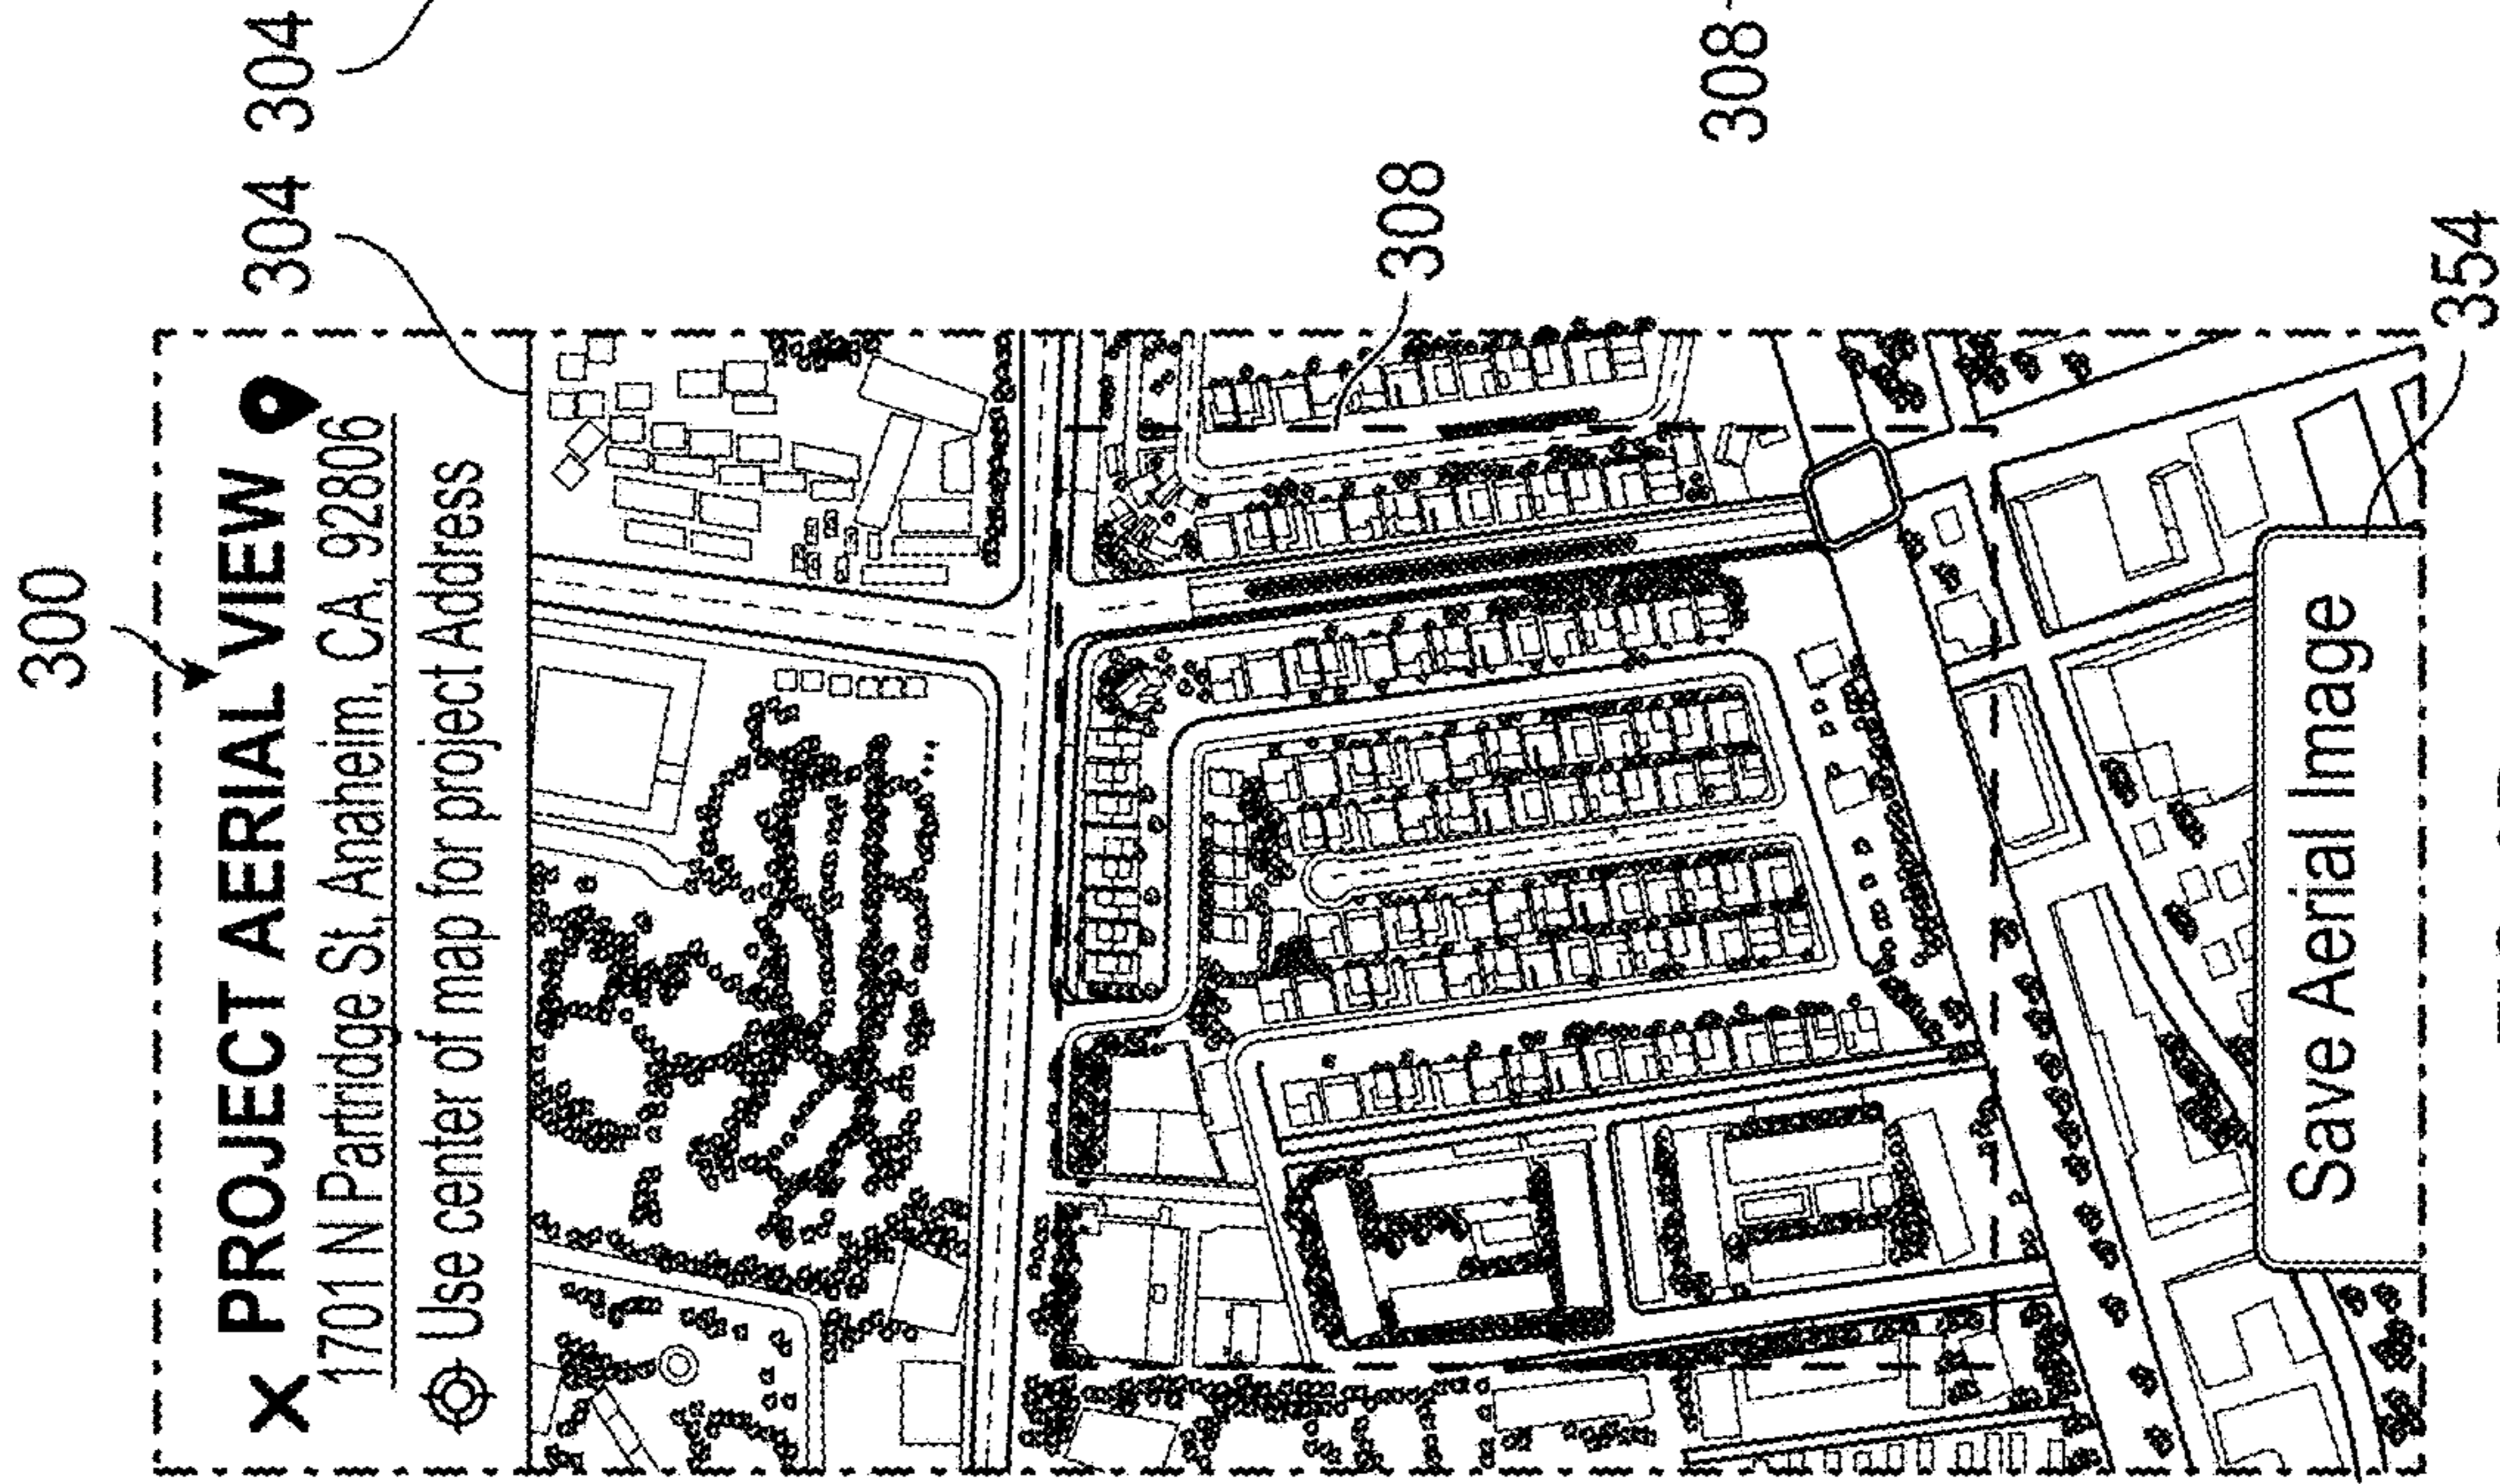 300
304
304
X PROJECT AERIAL VIEW
1701 N Partridge St, Anaheim, CA, 92806
Use center of map for project Address
308
308
Save Aerial Image
354